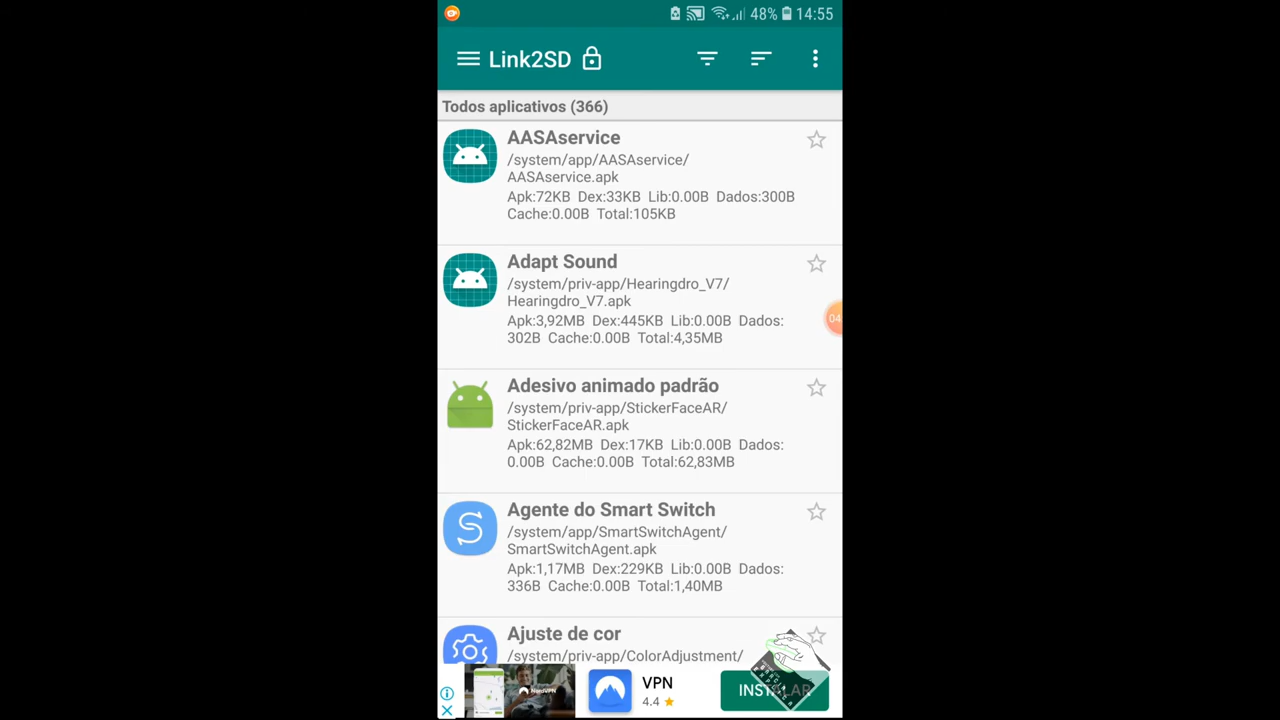 48% 14:55
Link2SD
Todos aplicativos (366)
AASAservice
/system/app/AASAservice/
AASAservice.apk
Apk:72KB Dex:33KB Lib:0.00B Dados:300B
Cache:0.00B Total:105KB
Adapt Sound
/system/priv-app/Hearingdro_V7/
Hearingdro_V7.apk
Apk:3,92MB Dex:445KB Lib:0.00B Dados:
302B Cache:0.00B Total:4,35MB
04
Adesivo animado padrão
/system/priv-app/StickerFaceAR/
StickerFaceAR.apk
Apk:62,82MB Dex:17KB Lib:0.00B Dados:
0.00B Cache:0.00B Total:62,83MB
Agente do Smart Switch
/system/app/SmartSwitchAgent/
SmartSwitchAgent.apk
Apk:1,17MB Dex:229KB Lib:0.00B Dados:
336B Cache:0.00B Total:1,40MB
Ajuste de cor
/system/priv-app/ColorAdjustment/
NordVPN
VPN
4.4
INSTALAR